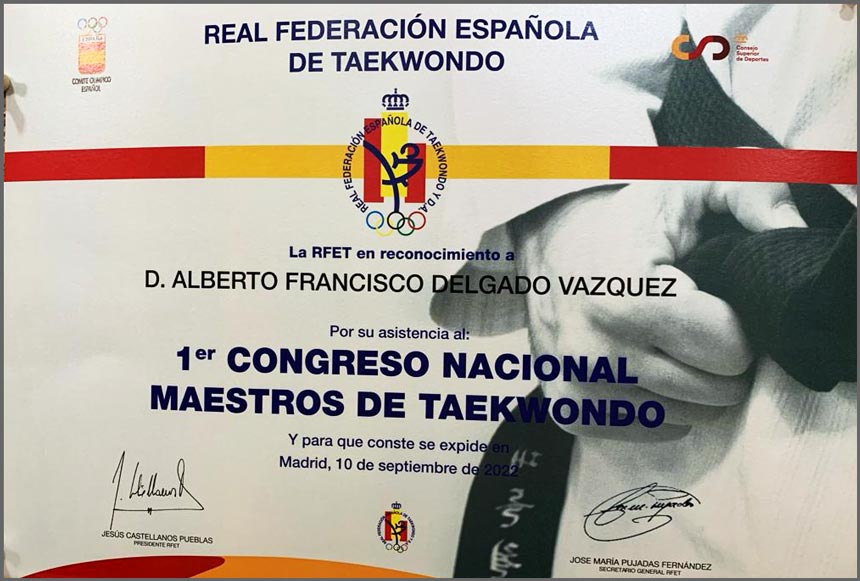 REAL FEDERACIÓN ESPAÑOLA
DE TAEKWONDO
COMITÉ OLÍMPICO
ESPAÑOL
Consejo
Superior
de Deportes
REAL FEDERACIÓN ESPAÑOLA DE TAEKWONDO Y D.A.
La RFET en reconocimiento a
D. ALBERTO FRANCISCO DELGADO VAZQUEZ
Por su asistencia al:
1er CONGRESO NACIONAL
MAESTROS DE TAEKWONDO
Y para que conste se expide en
Madrid, 10 de septiembre de 2022
JESÚS CASTELLANOS PUEBLAS
PRESIDENTE RFET
JOSE MARÍA PUJADAS FERNÁNDEZ
SECRETARIO GENERAL RFET